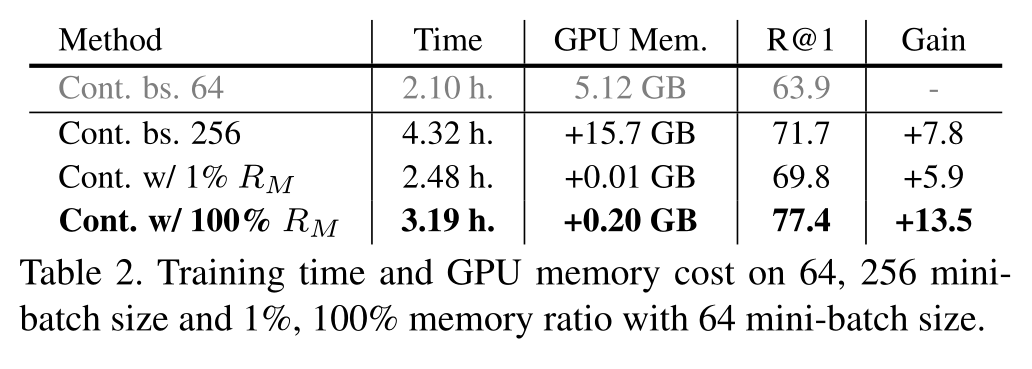 Method Time GPU Mem. R@1 Gain
Cont. bs. 64 2.10 h. 5.12 GB 63.9 -
Cont. bs. 256 4.32 h. +15.7 GB 71.7 +7.8
Cont. w/ 1% R_M 2.48 h. +0.01 GB 69.8 +5.9
Cont. w/ 100% R_M 3.19 h. +0.20 GB 77.4 +13.5
Table 2. Training time and GPU memory cost on 64, 256 mini-
batch size and 1%, 100% memory ratio with 64 mini-batch size.